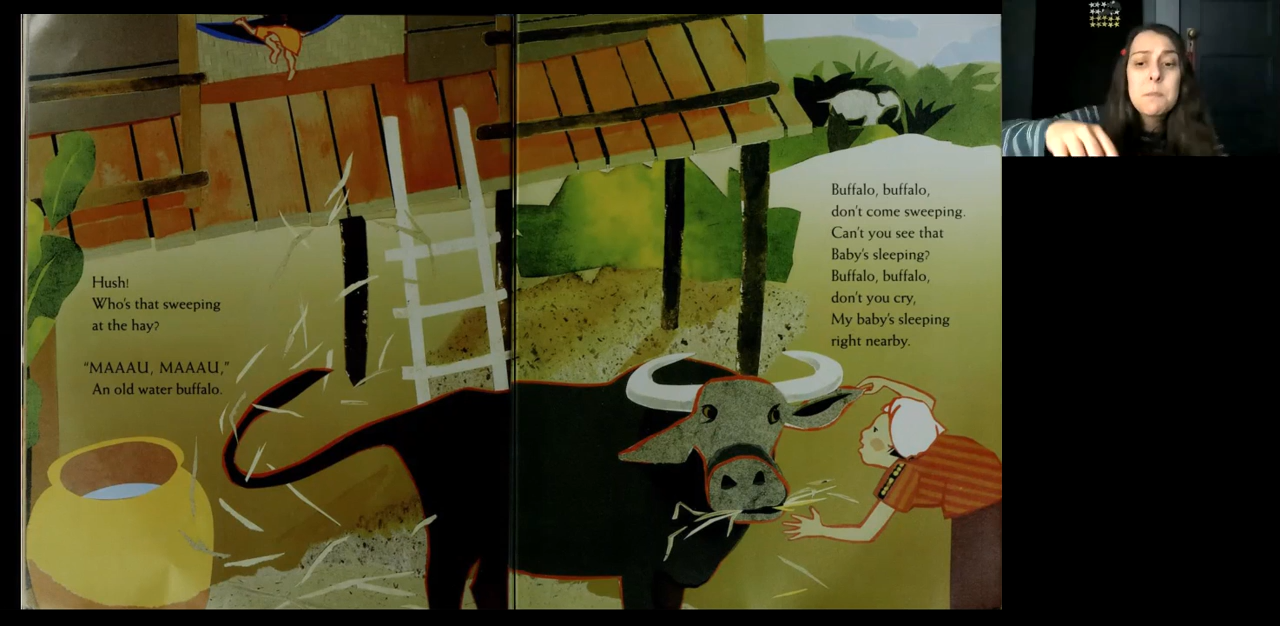 Hush!
Who's that sweeping
at the hay?
"MAAAU, MAAAU,"
An old water buffalo.
Buffalo, buffalo,
don't come sweeping.
Can't you see that
Baby's sleeping?
Buffalo, buffalo,
don't you cry,
My baby's sleeping
right nearby.